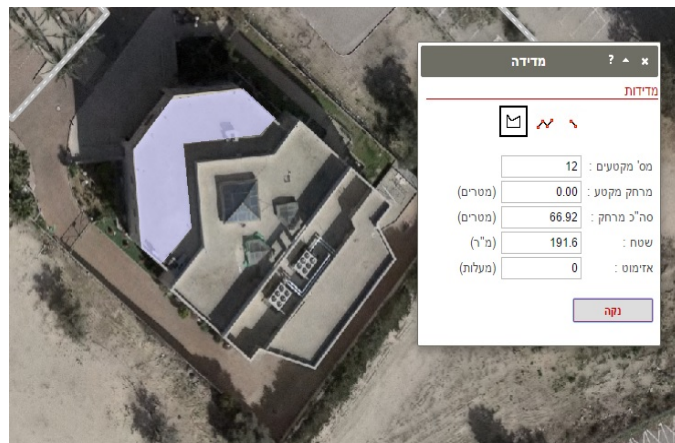 מדידה
מדידות
מס' מקטעים : 12
מרחק מקטע : 0.00 (מטרים)
סה"כ מרחק : 66.92 (מטרים)
שטח : 191.6 (מ"ר)
אזימוט : 0 (מעלות)
נקה